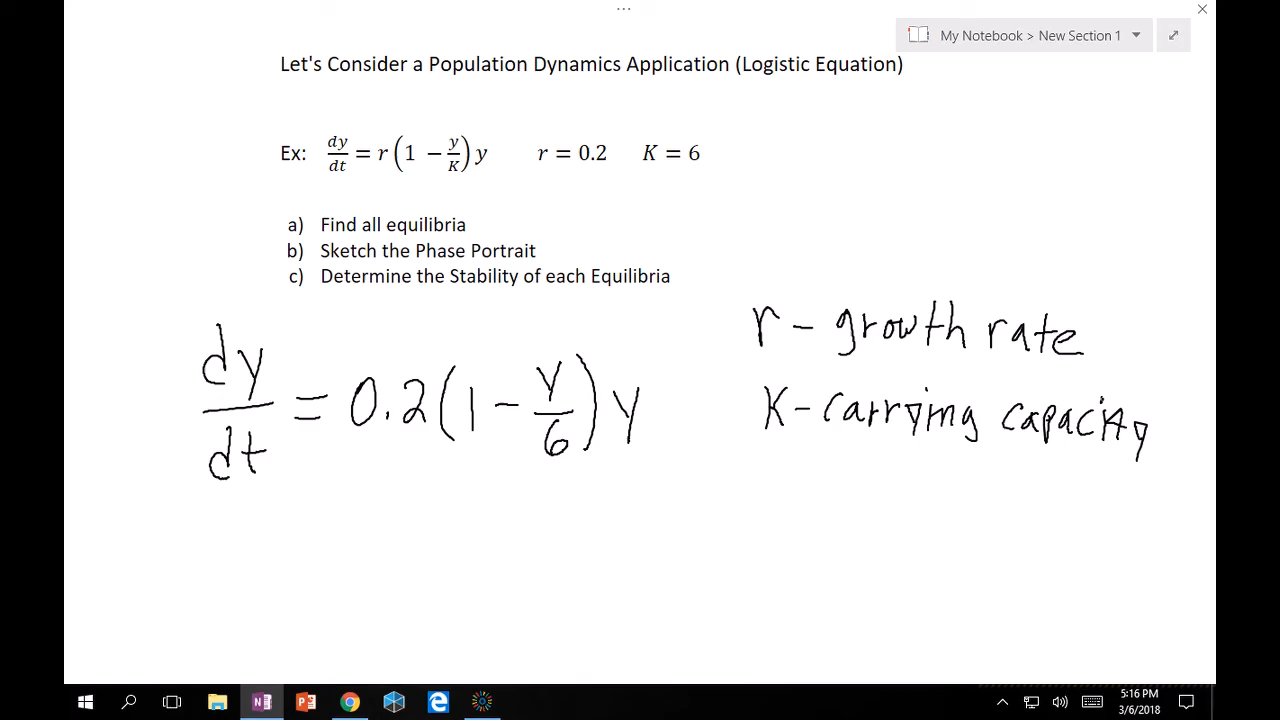 ...
My Notebook > New Section 1
Let's Consider a Population Dynamics Application (Logistic Equation)
Ex: dy/dt = r(1 − y/K)y r = 0.2 K = 6
a) Find all equilibria
b) Sketch the Phase Portrait
c) Determine the Stability of each Equilibria
r - growth rate
dy/dt = 0.2(1 - y/6)y
K - carrying capacity
5:16 PM
3/6/2018